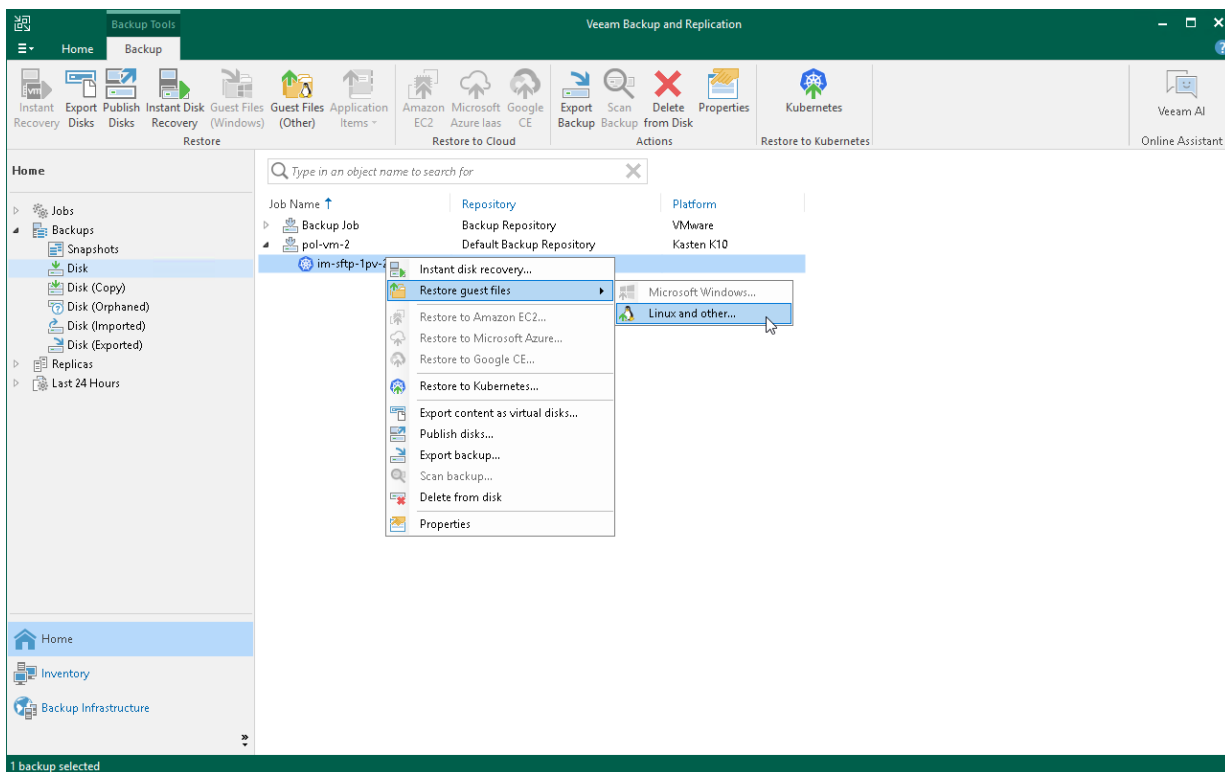 Backup Tools
Veeam Backup and Replication
Home Backup
Instant Recovery
Export Disks
Publish Disks
Instant Disk Recovery
Guest Files (Windows)
Guest Files (Other)
Application Items
Amazon EC2
Microsoft Azure Iaas
Google CE
Export Backup
Scan Backup
Delete from Disk
Properties
Kubernetes
Veeam AI
Restore
Restore to Cloud
Actions
Restore to Kubernetes
Online Assistant
Home
Type in an object name to search for
Jobs
Backups
Snapshots
Disk
Disk (Copy)
Disk (Orphaned)
Disk (Imported)
Disk (Exported)
Replicas
Last 24 Hours
Job Name Repository Platform
Backup Job Backup Repository VMware
pol-vm-2 Default Backup Repository Kasten K10
im-sftp-1pv-2
Instant disk recovery...
Restore guest files
Restore to Amazon EC2...
Restore to Microsoft Azure...
Restore to Google CE...
Restore to Kubernetes...
Export content as virtual disks...
Publish disks...
Export backup...
Scan backup...
Delete from disk
Properties
Microsoft Windows...
Linux and other...
Home
Inventory
Backup Infrastructure
1 backup selected